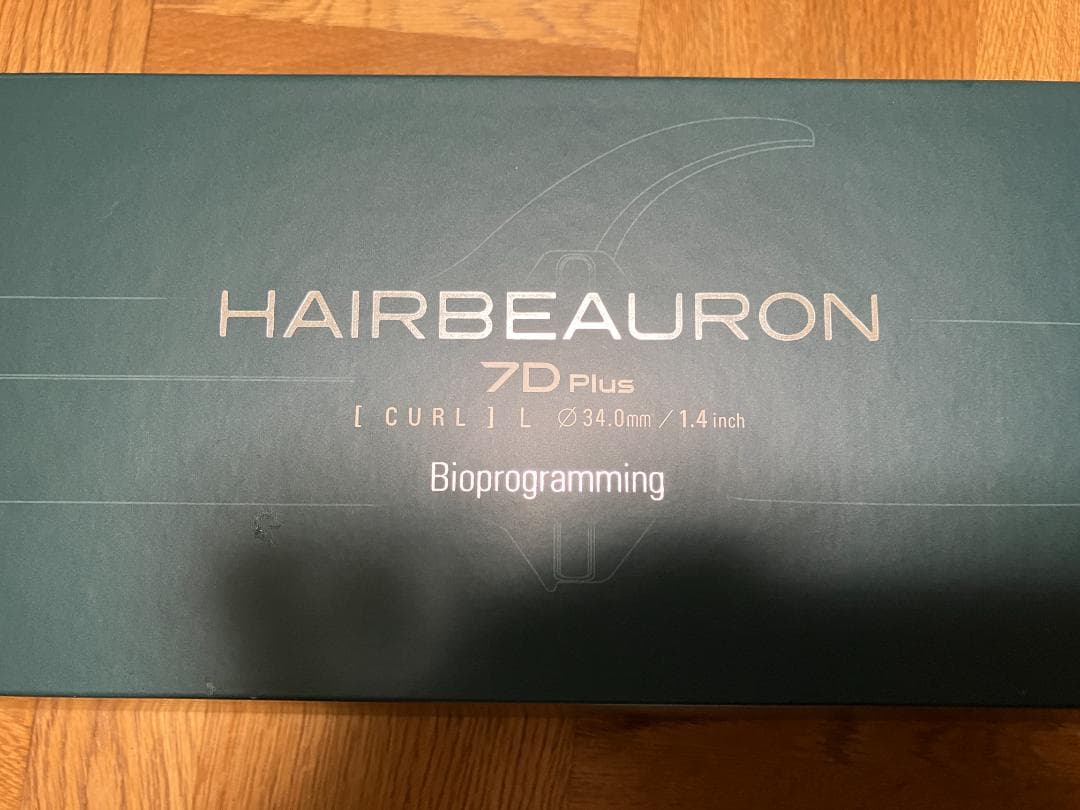 HAIRBEAURON
7D Plus
[ CURL ] L ∅34.0mm / 1.4 inch
Bioprogramming